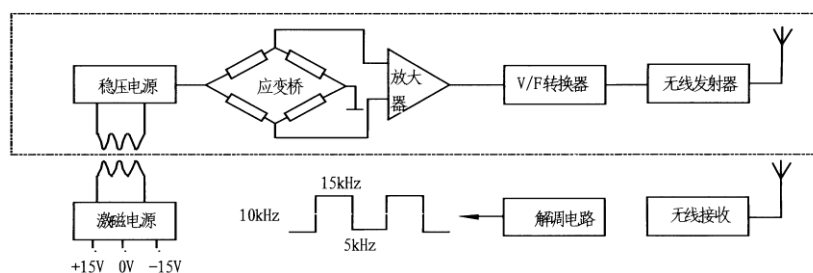 稳压电源
应变桥
放大
器
V/F转换器
无线发射器
15kHz
10kHz
5kHz
激磁电源
解调电路
无线接收
+15V 0V -15V